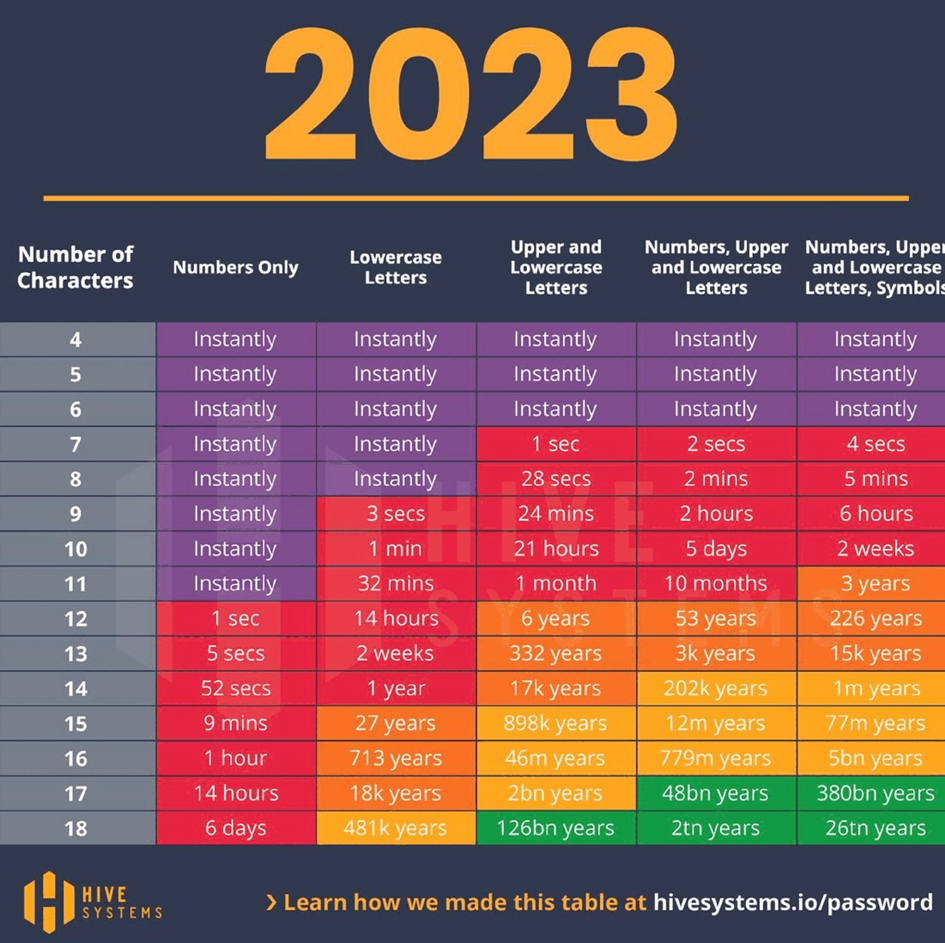 2023
Number of Characters Numbers Only Lowercase Letters Upper and Lowercase Letters Numbers, Upper and Lowercase Letters Numbers, Upper and Lowercase Letters, Symbols
4 Instantly Instantly Instantly Instantly Instantly
5 Instantly Instantly Instantly Instantly Instantly
6 Instantly Instantly Instantly Instantly Instantly
7 Instantly Instantly 1 sec 2 secs 4 secs
8 Instantly Instantly 28 secs 2 mins 5 mins
9 Instantly 3 secs 24 mins 2 hours 6 hours
10 Instantly 1 min 21 hours 5 days 2 weeks
11 Instantly 32 mins 1 month 10 months 3 years
12 1 sec 14 hours 6 years 53 years 226 years
13 5 secs 2 weeks 332 years 3k years 15k years
14 52 secs 1 year 17k years 202k years 1m years
15 9 mins 27 years 898k years 12m years 77m years
16 1 hour 713 years 46m years 779m years 5bn years
17 14 hours 18k years 2bn years 48bn years 380bn years
18 6 days 481k years 126bn years 2tn years 26tn years
HIVE
SYSTEMS
HIVE
SYSTEMS
› Learn how we made this table at hivesystems.io/password